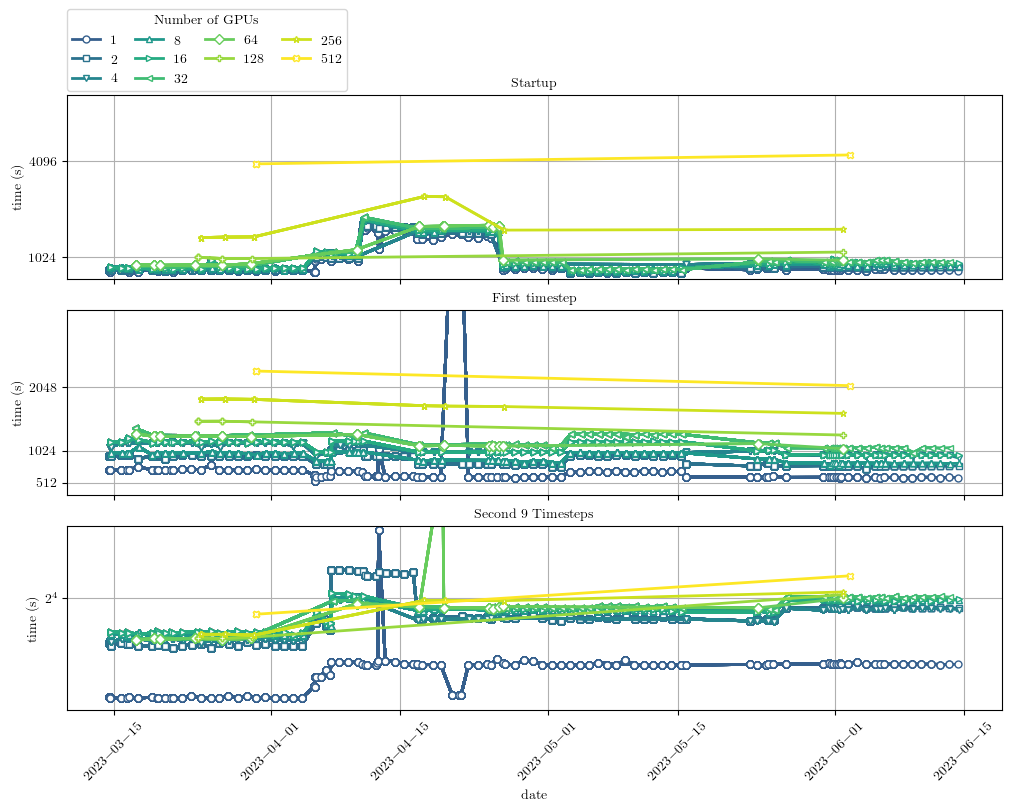 Number of GPUs
1 8 64 256
2 16 128 512
4 32
Startup
4096
1024
time (s)
First timestep
2048
1024
512
time (s)
Second 9 Timesteps
2^4
time (s)
2023−03−15 2023−04−01 2023−04−15 2023−05−01 2023−05−15 2023−06−01 2023−06−15
date